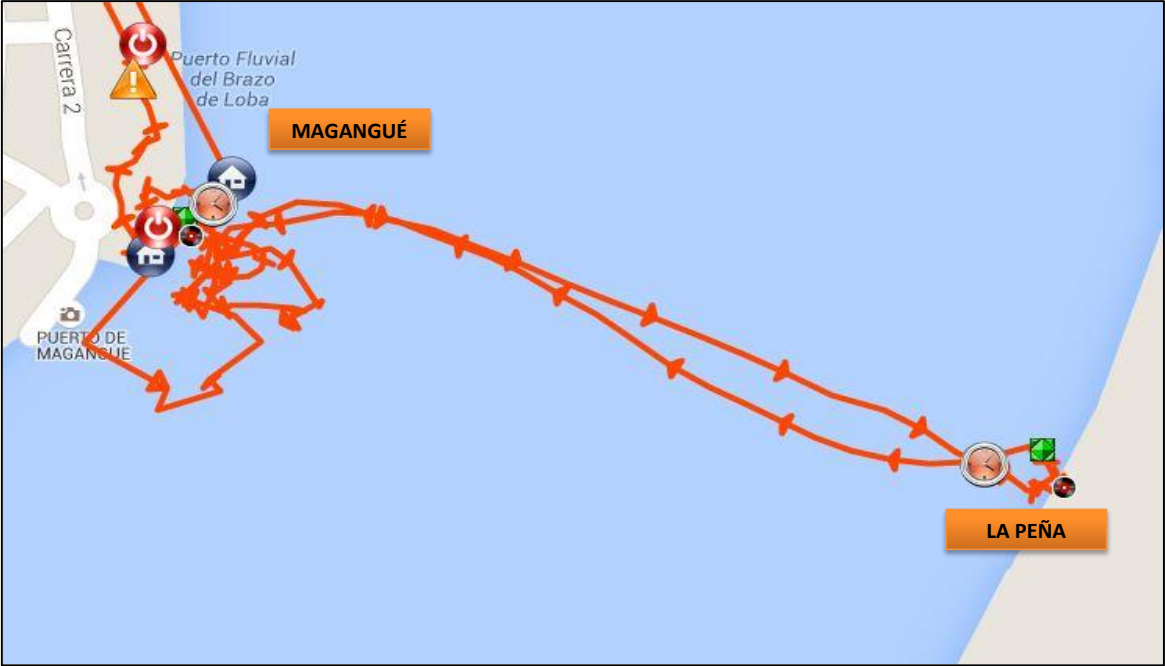 Carrera 2
Puerto Fluvial
del Brazo
de Loba
MAGANGUÉ
PUERTO DE
MAGANGUE
LA PEÑA